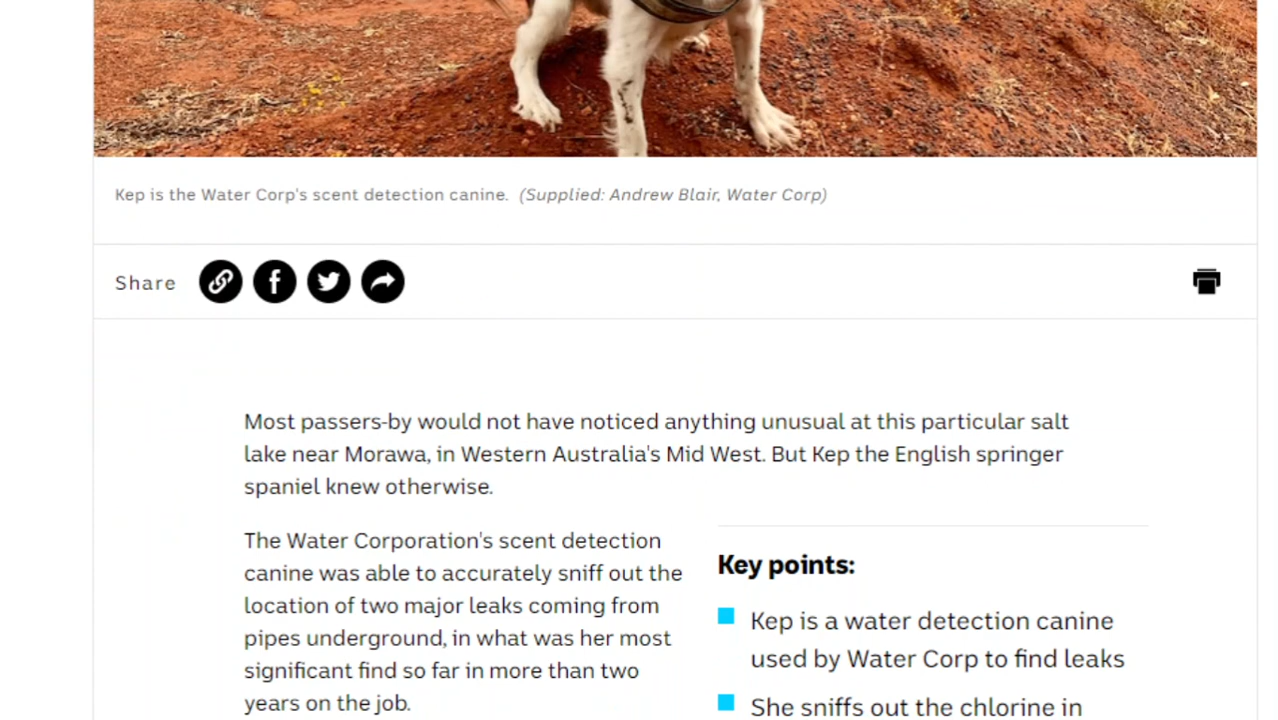 Kep is the Water Corp's scent detection canine. (Supplied: Andrew Blair, Water Corp)
Share
Most passers-by would not have noticed anything unusual at this particular salt
lake near Morawa, in Western Australia's Mid West. But Kep the English springer
spaniel knew otherwise.
The Water Corporation's scent detection
canine was able to accurately sniff out the
location of two major leaks coming from
pipes underground, in what was her most
significant find so far in more than two
years on the job.
Key points:
Kep is a water detection canine
used by Water Corp to find leaks
She sniffs out the chlorine in